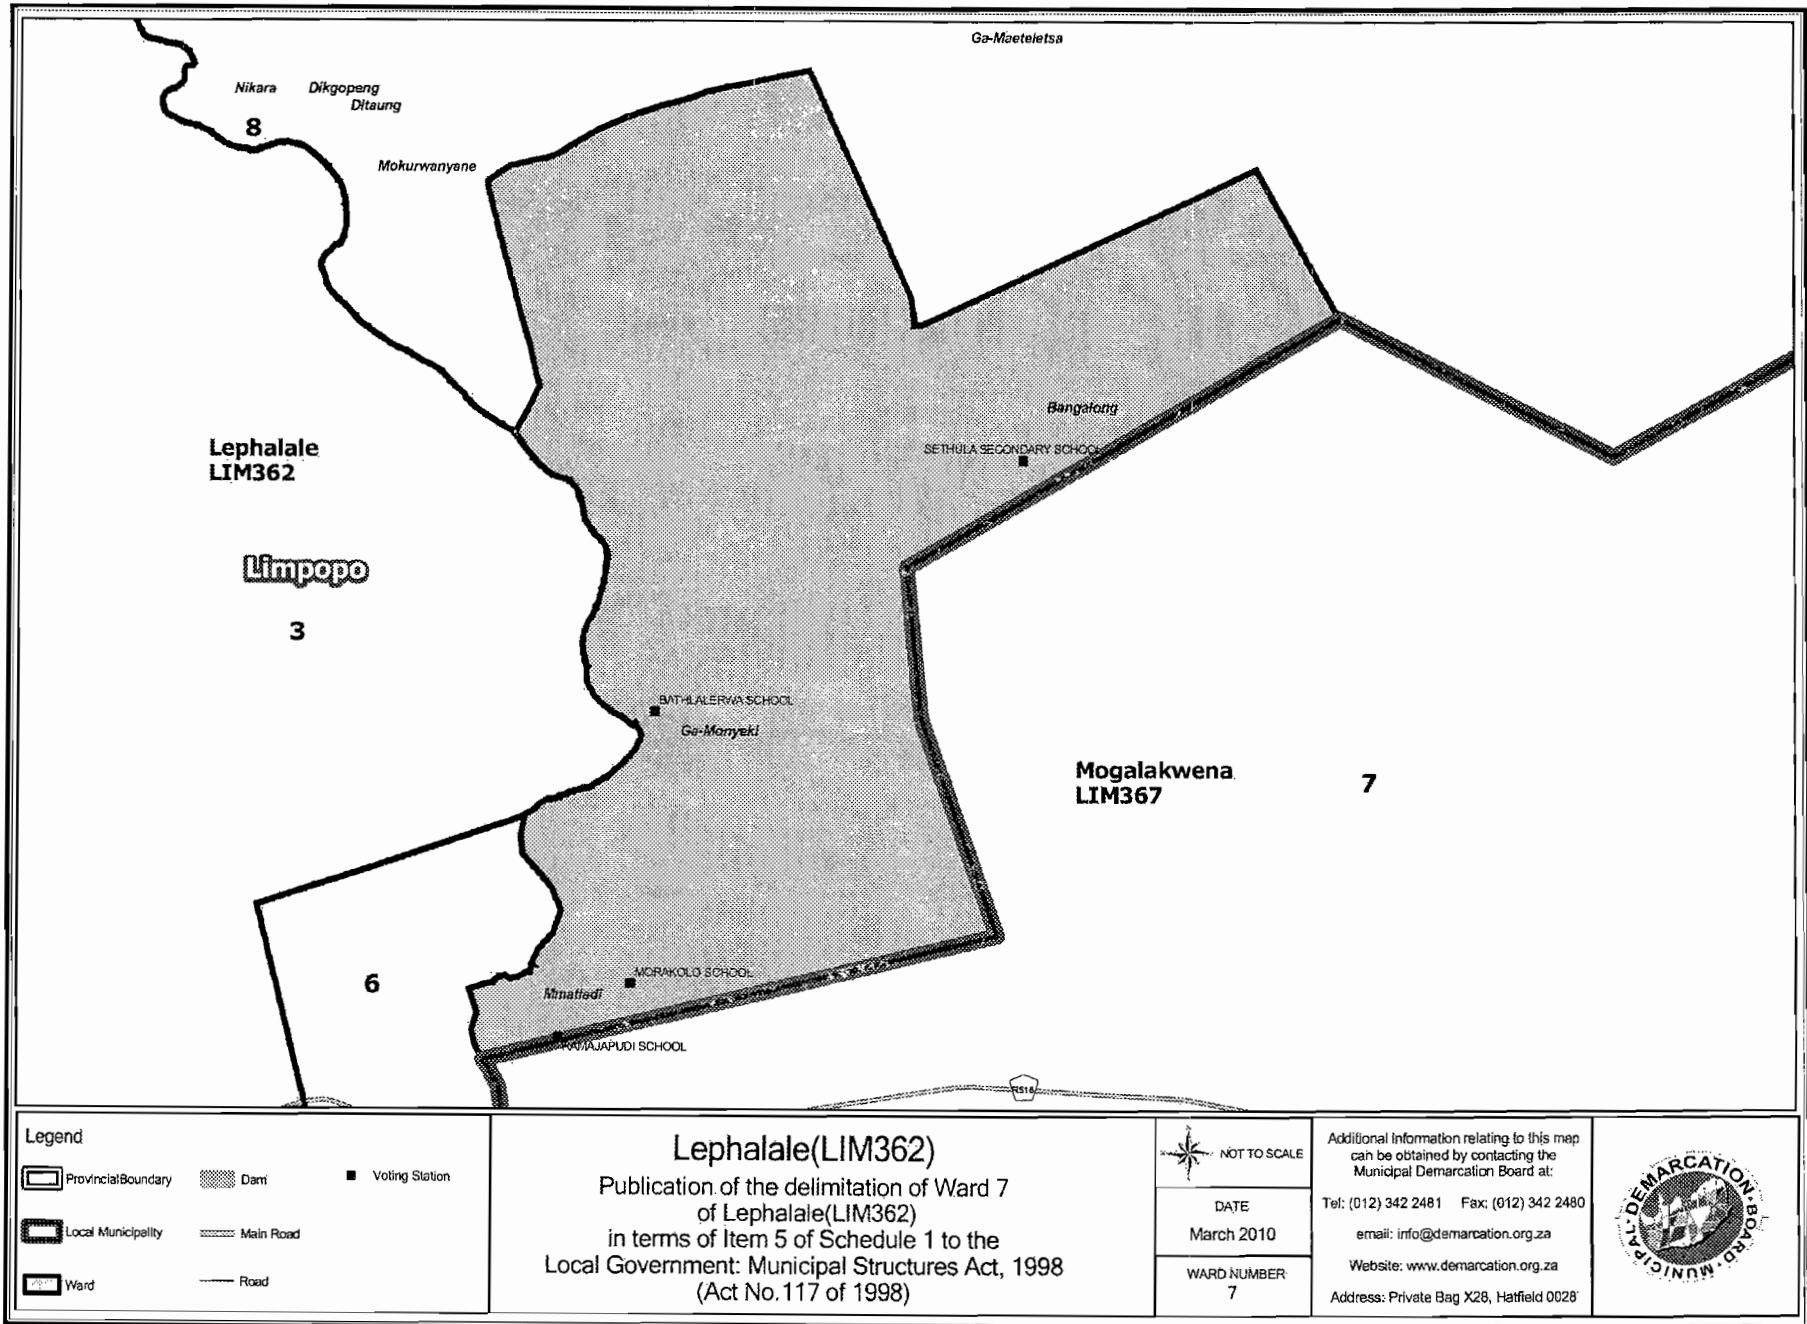 Ga-Maeteletsa
Nikara
Dikgopeng
Ditaung
8
Mokurwanyane
Bangalong
Lephalale
LIM362
SETHULA SECONDARY SCHOOL
Limpopo
3
BATHLALERWA SCHOOL
Ga-Monyeki
Mogalakwena
LIM367
7
6
MORAKOLO SCHOOL
Mmatladi
RAMAJAPUDI SCHOOL
R518
Legend
Provincial Boundary
Dam
Voting Station
Local Municipality
Main Road
Ward
Road
Lephalale(LIM362)
Publication of the delimitation of Ward 7
of Lephalale(LIM362)
in terms of Item 5 of Schedule 1 to the
Local Government: Municipal Structures Act, 1998
(Act No.117 of 1998)
NOT TO SCALE
DATE
March 2010
WARD NUMBER
7
Additional Information relating to this map
can be obtained by contacting the
Municipal Demarcation Board at:
Tel: (012) 342 2481 Fax: (012) 342 2480
email: info@demarcation.org.za
Website: www.demarcation.org.za
Address: Private Bag X28, Hatfield 0028
MUNICIPAL DEMARCATION BOARD